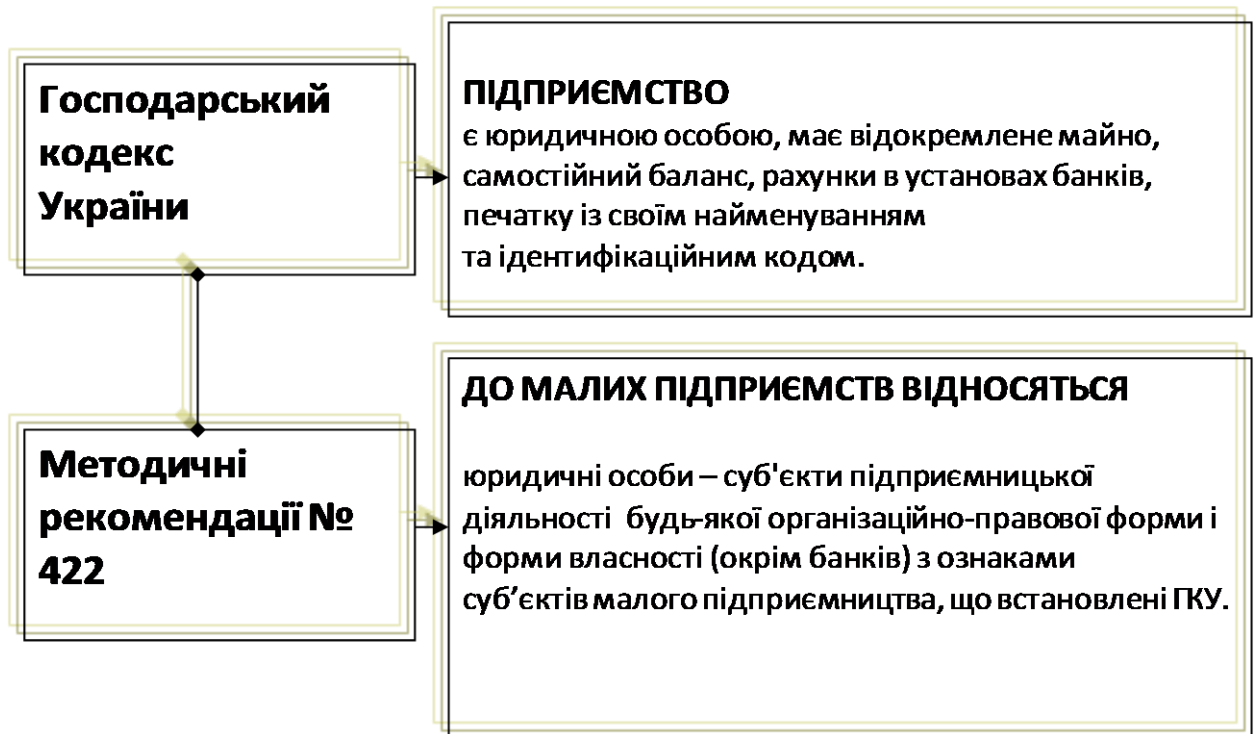 Господарський
кодекс
України
ПІДПРИЄМСТВО
є юридичною особою, має відокремлене майно,
самостійний баланс, рахунки в установах банків,
печатку із своїм найменуванням
та ідентифікаційним кодом.
Методичні
рекомендації №
422
ДО МАЛИХ ПІДПРИЄМСТВ ВІДНОСЯТЬСЯ
юридичні особи – суб'єкти підприємницької
діяльності будь-якої організаційно-правової форми і
форми власності (окрім банків) з ознаками
суб’єктів малого підприємництва, що встановлені ГКУ.